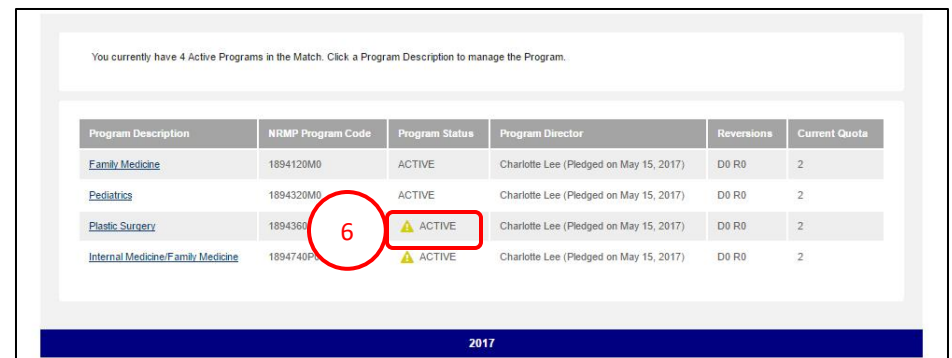 You currently have 4 Active Programs in the Match. Click a Program Description to manage the Program.
Program Description NRMP Program Code Program Status Program Director Reversions Current Quota
Family Medicine 1894120M0 ACTIVE Charlotte Lee (Pledged on May 15, 2017) D0 R0 2
Pediatrics 1894320M0 ACTIVE Charlotte Lee (Pledged on May 15, 2017) D0 R0 2
Plastic Surgery 1894360 6 ACTIVE Charlotte Lee (Pledged on May 15, 2017) D0 R0 2
Internal Medicine/Family Medicine 1894740P0 ACTIVE Charlotte Lee (Pledged on May 15, 2017) D0 R0 2
2017